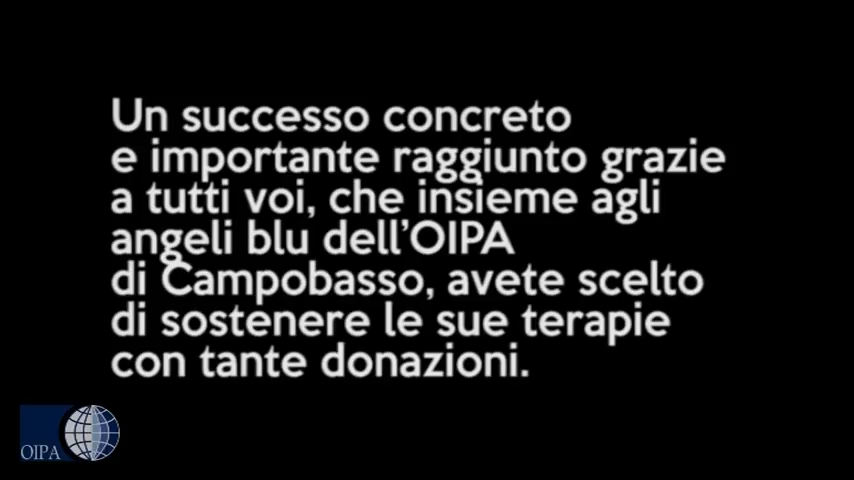 Un successo concreto
e importante raggiunto grazie
a tutti voi, che insieme agli
angeli blu dell'OIPA
di Campobasso, avete scelto
di sostenere le sue terapie
con tante donazioni.
OIPA